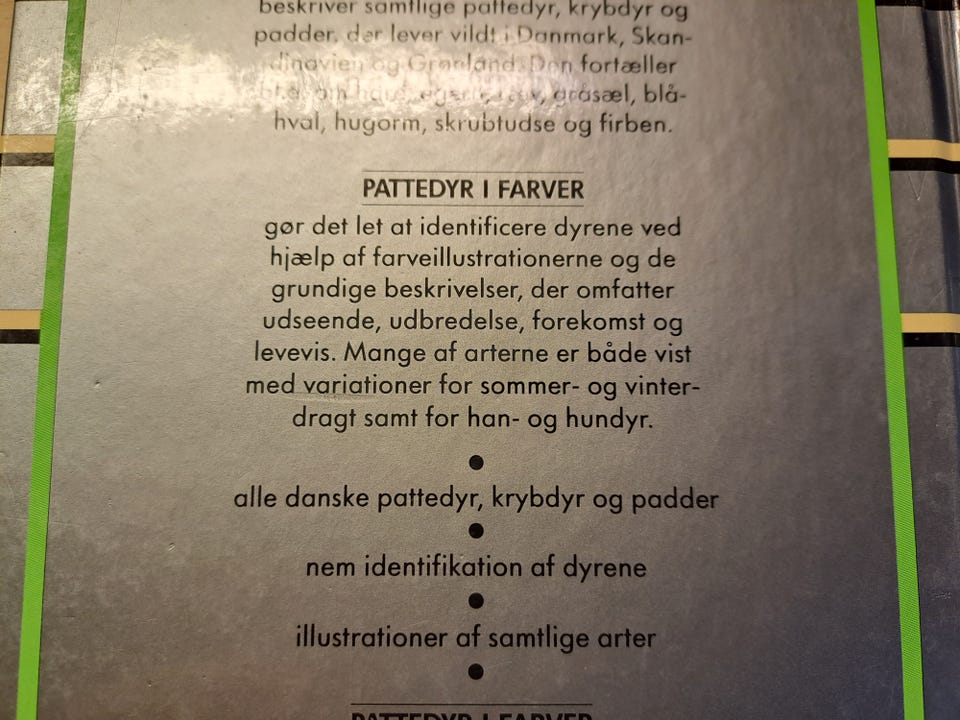 beskriver samtlige pattedyr, krybdyr og
padder, der lever vildt i Danmark, Skan-
dinavien og Grønland. Den fortæller
gråsæl, blå-
hval, hugorm, skrubtudse og firben.
PATTEDYR I FARVER
gør det let at identificere dyrene ved
hjælp af farveillustrationerne og de
grundige beskrivelser, der omfatter
udseende, udbredelse, forekomst og
levevis. Mange af arterne er både vist
med variationer for sommer- og vinter-
dragt samt for han- og hundyr.
●
alle danske pattedyr, krybdyr og padder
●
nem identifikation af dyrene
●
illustrationer af samtlige arter
●
PATTEDYR I FARVER